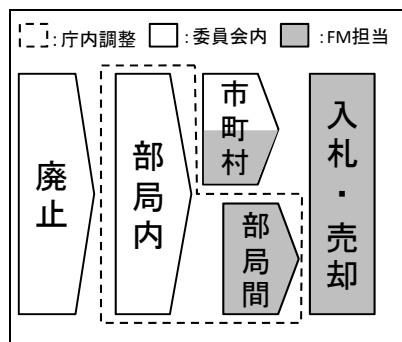 :庁内調整 :委員会内 :FM担当
廃止
部局内
市町村
部局間
入札・売却